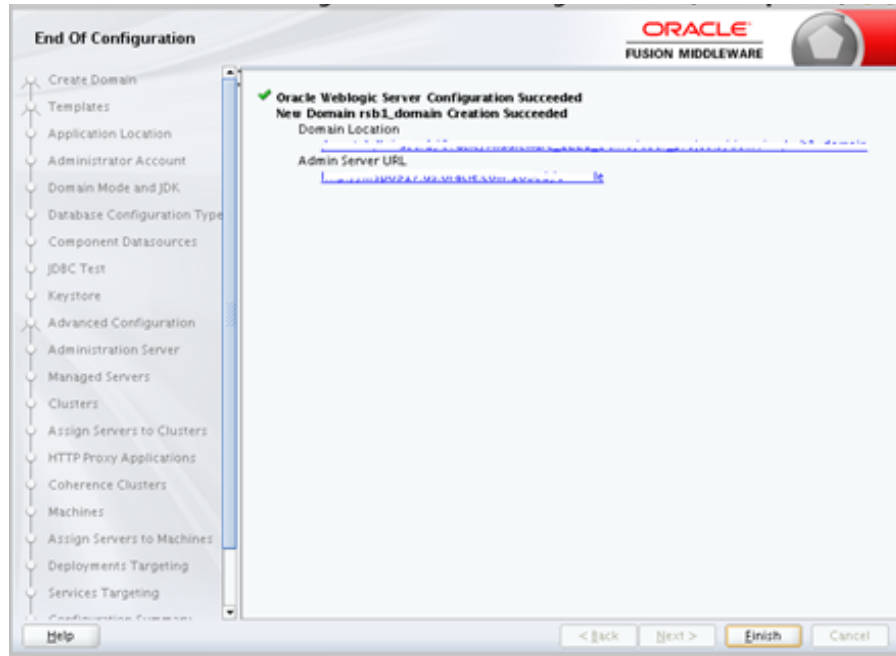 End Of Configuration
ORACLE
FUSION MIDDLEWARE
Create Domain
Templates
Application Location
Administrator Account
Domain Mode and JDK
Database Configuration Type
Component Datasources
JDBC Test
Keystore
Advanced Configuration
Administration Server
Managed Servers
Clusters
Assign Servers to Clusters
HTTP Proxy Applications
Coherence Clusters
Machines
Assign Servers to Machines
Deployments Targeting
Services Targeting
Oracle Weblogic Server Configuration Succeeded
New Domain rsb1_domain Creation Succeeded
Domain Location
Admin Server URL
Help
< Back
Next >
Finish
Cancel